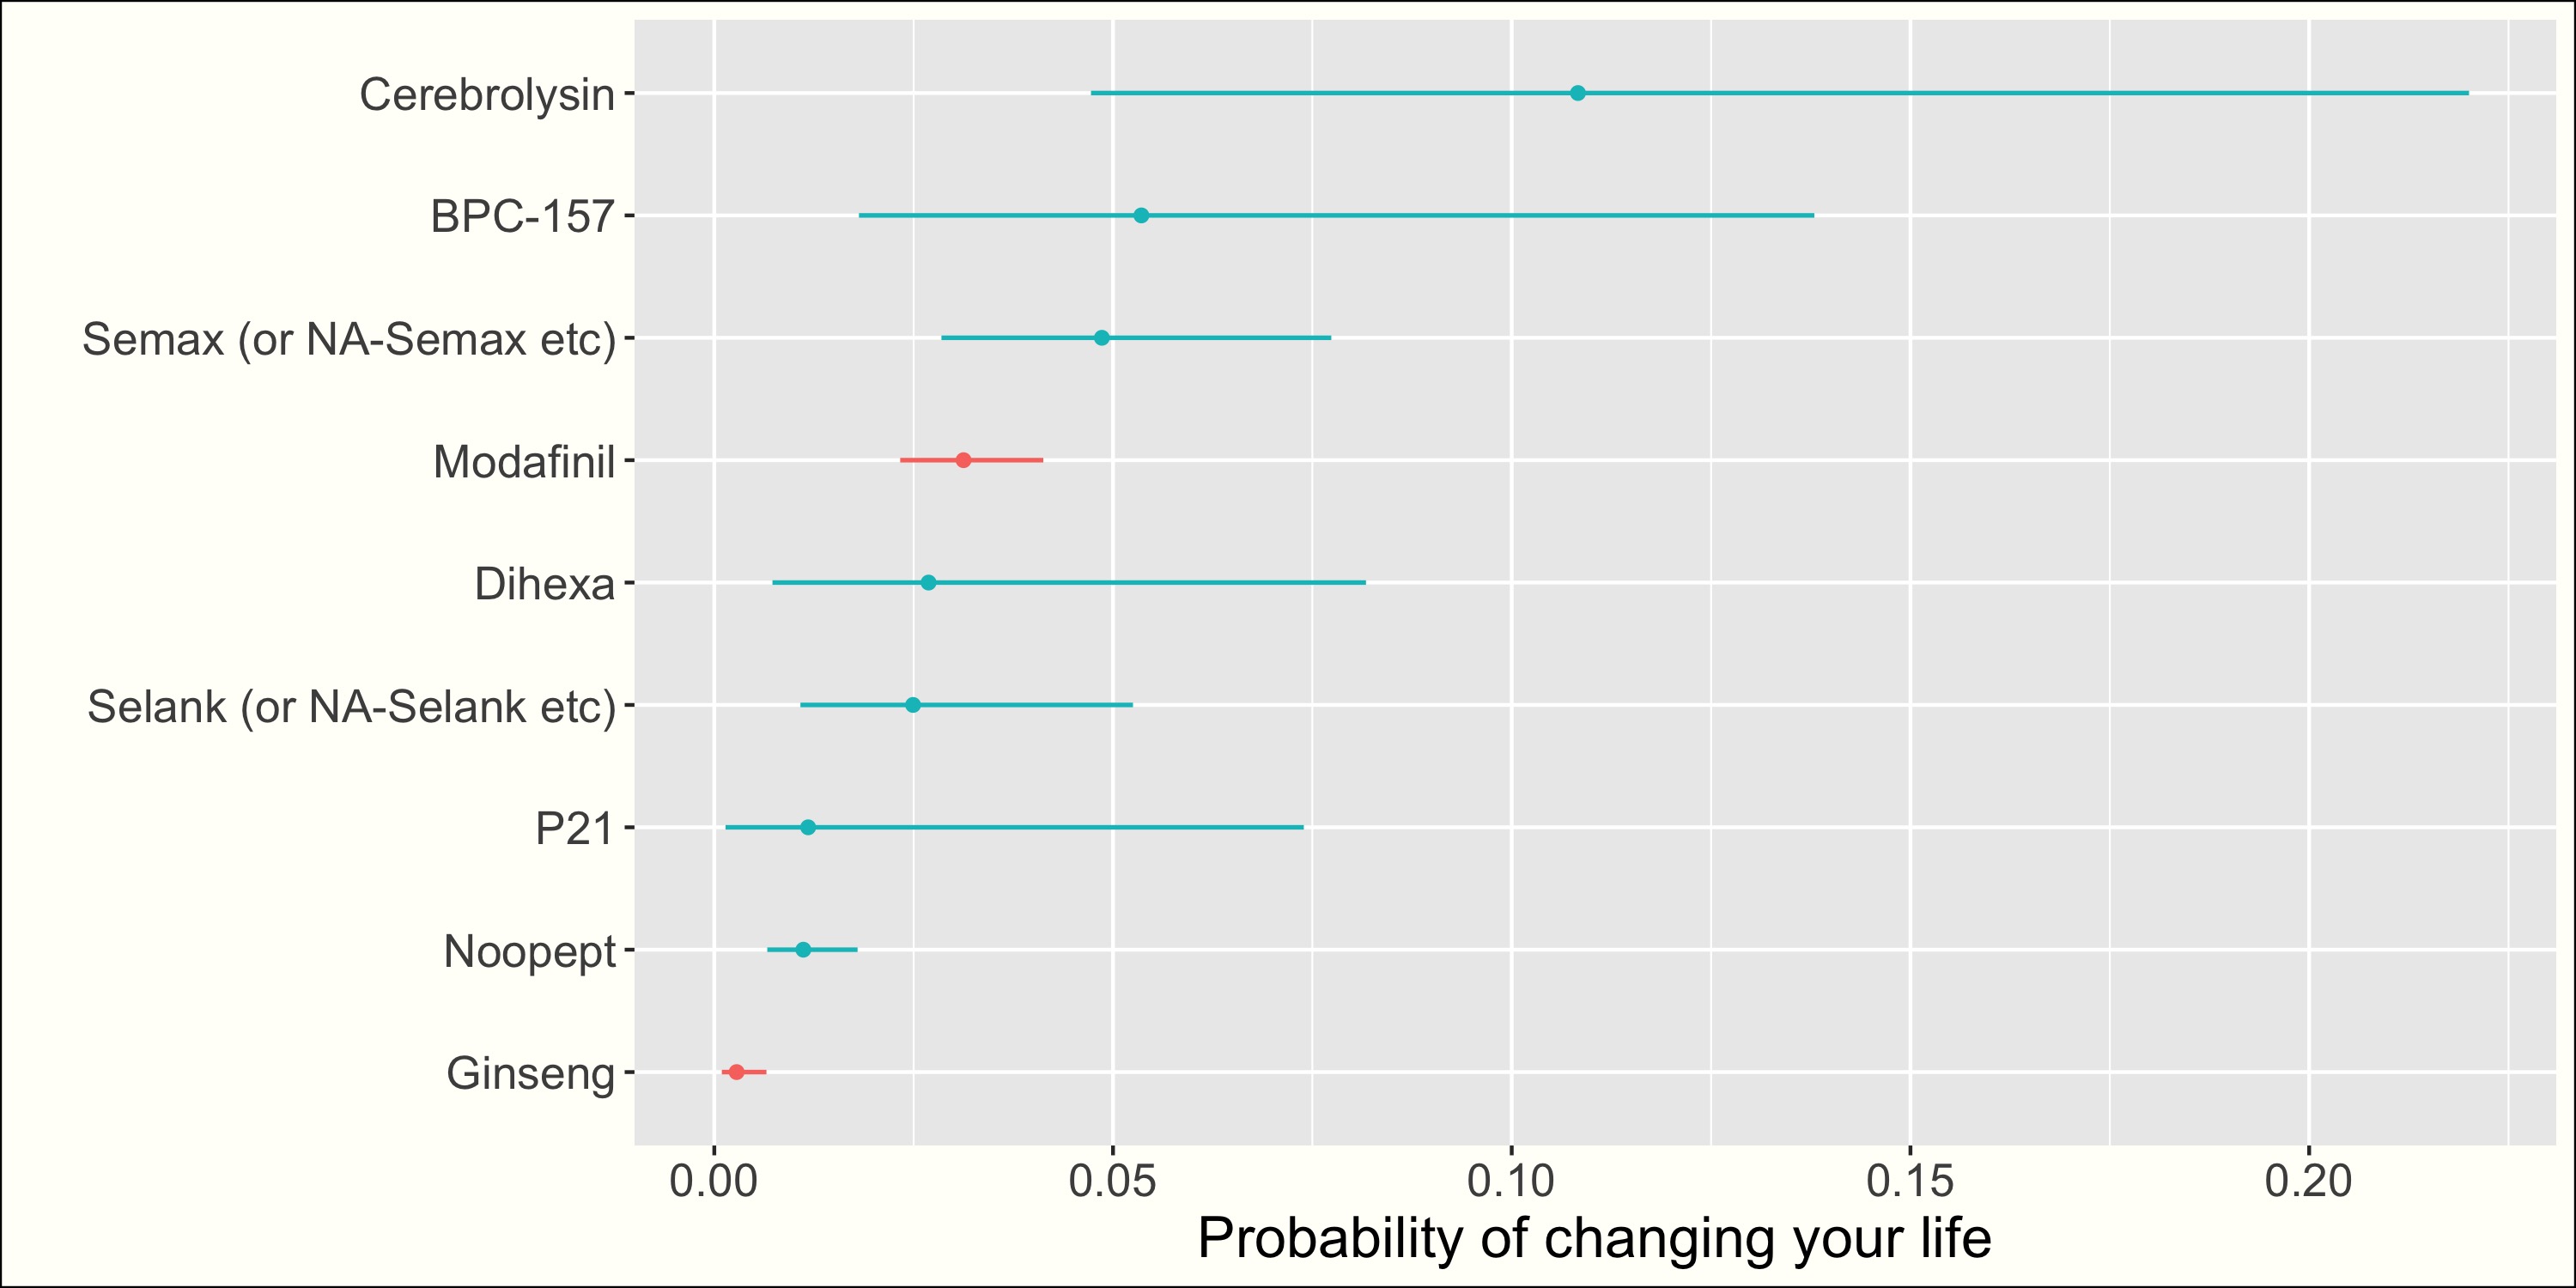 Cerebrolysin
BPC-157
Semax (or NA-Semax etc)
Modafinil
Dihexa
Selank (or NA-Selank etc)
P21
Noopept
Ginseng
0.00 0.05 0.10 0.15 0.20
Probability of changing your life